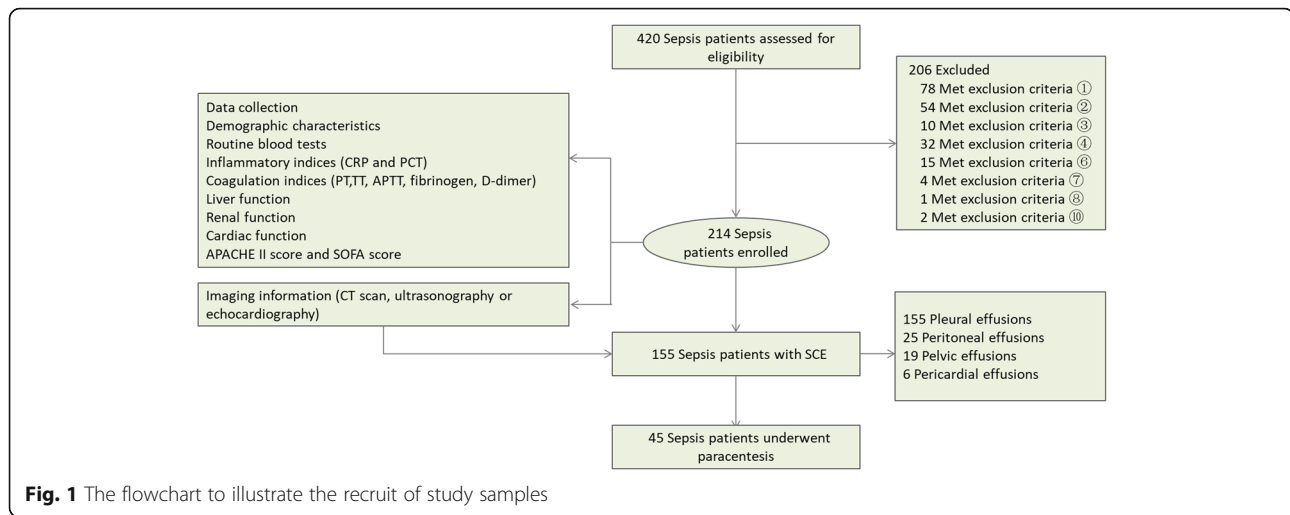 420 Sepsis patients assessed for
eligibility
206 Excluded
78 Met exclusion criteria ①
54 Met exclusion criteria ②
10 Met exclusion criteria ③
32 Met exclusion criteria ④
15 Met exclusion criteria ⑥
4 Met exclusion criteria ⑦
1 Met exclusion criteria ⑧
2 Met exclusion criteria ⑩
Data collection
Demographic characteristics
Routine blood tests
Inflammatory indices (CRP and PCT)
Coagulation indices (PT,TT, APTT, fibrinogen, D-dimer)
Liver function
Renal function
Cardiac function
APACHE II score and SOFA score
214 Sepsis
patients enrolled
Imaging information (CT scan, ultrasonography or
echocardiography)
155 Sepsis patients with SCE
155 Pleural effusions
25 Peritoneal effusions
19 Pelvic effusions
6 Pericardial effusions
45 Sepsis patients underwent
paracentesis
Fig. 1 The flowchart to illustrate the recruit of study samples